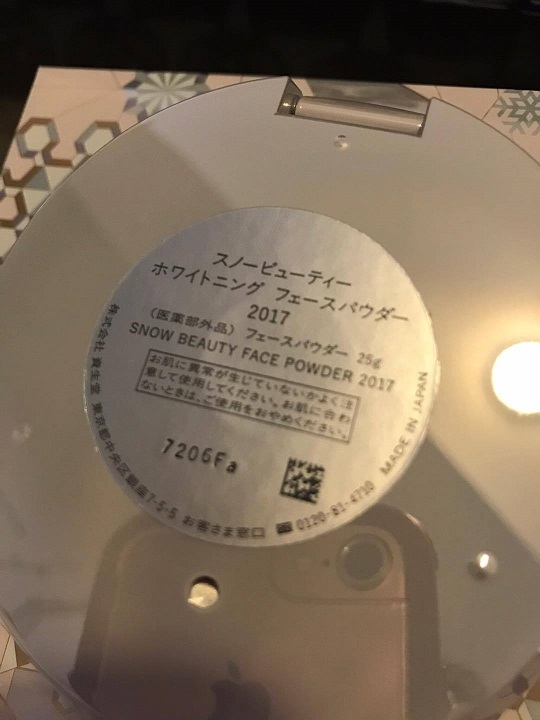 スノービューティー
ホワイトニング フェースパウダー
2017
(医薬部外品) フェースパウダー 25g
SNOW BEAUTY FACE POWDER 2017
お肌に異常が生じていないかよく注
意して使用してください。お肌に合わ
ないときは、ご使用をおやめください。
7206Fa
株式会社 資生堂 東京都中央区銀座7-5-5 お客さま窓口 ☎0120-81-4710
MADE IN JAPAN